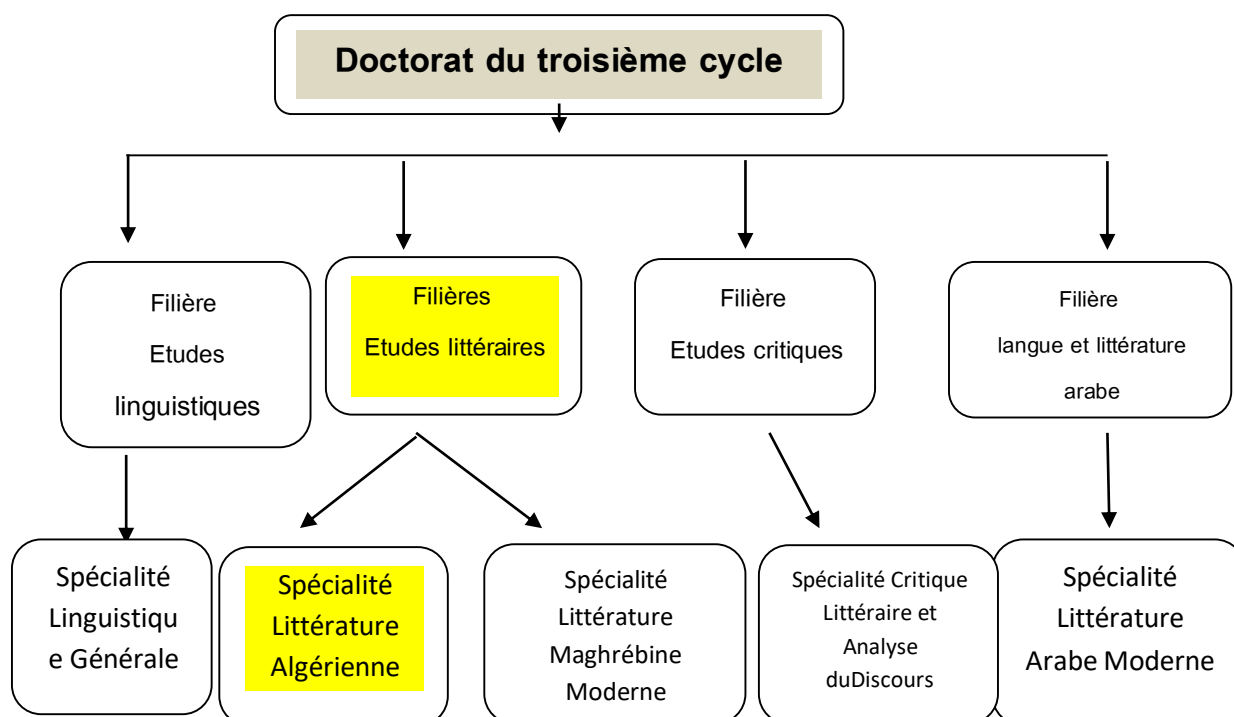 Doctorat du troisième cycle
Filière
Etudes
linguistiques
Filières
Etudes littéraires
Filière
Etudes critiques
Filière
langue et littérature
arabe
Spécialité
Linguistiqu
e Générale
Spécialité
Littérature
Algérienne
Spécialité
Littérature
Maghrébine
Moderne
Spécialité Critique
Littéraire et
Analyse
duDiscours
Spécialité
Littérature
Arabe Moderne